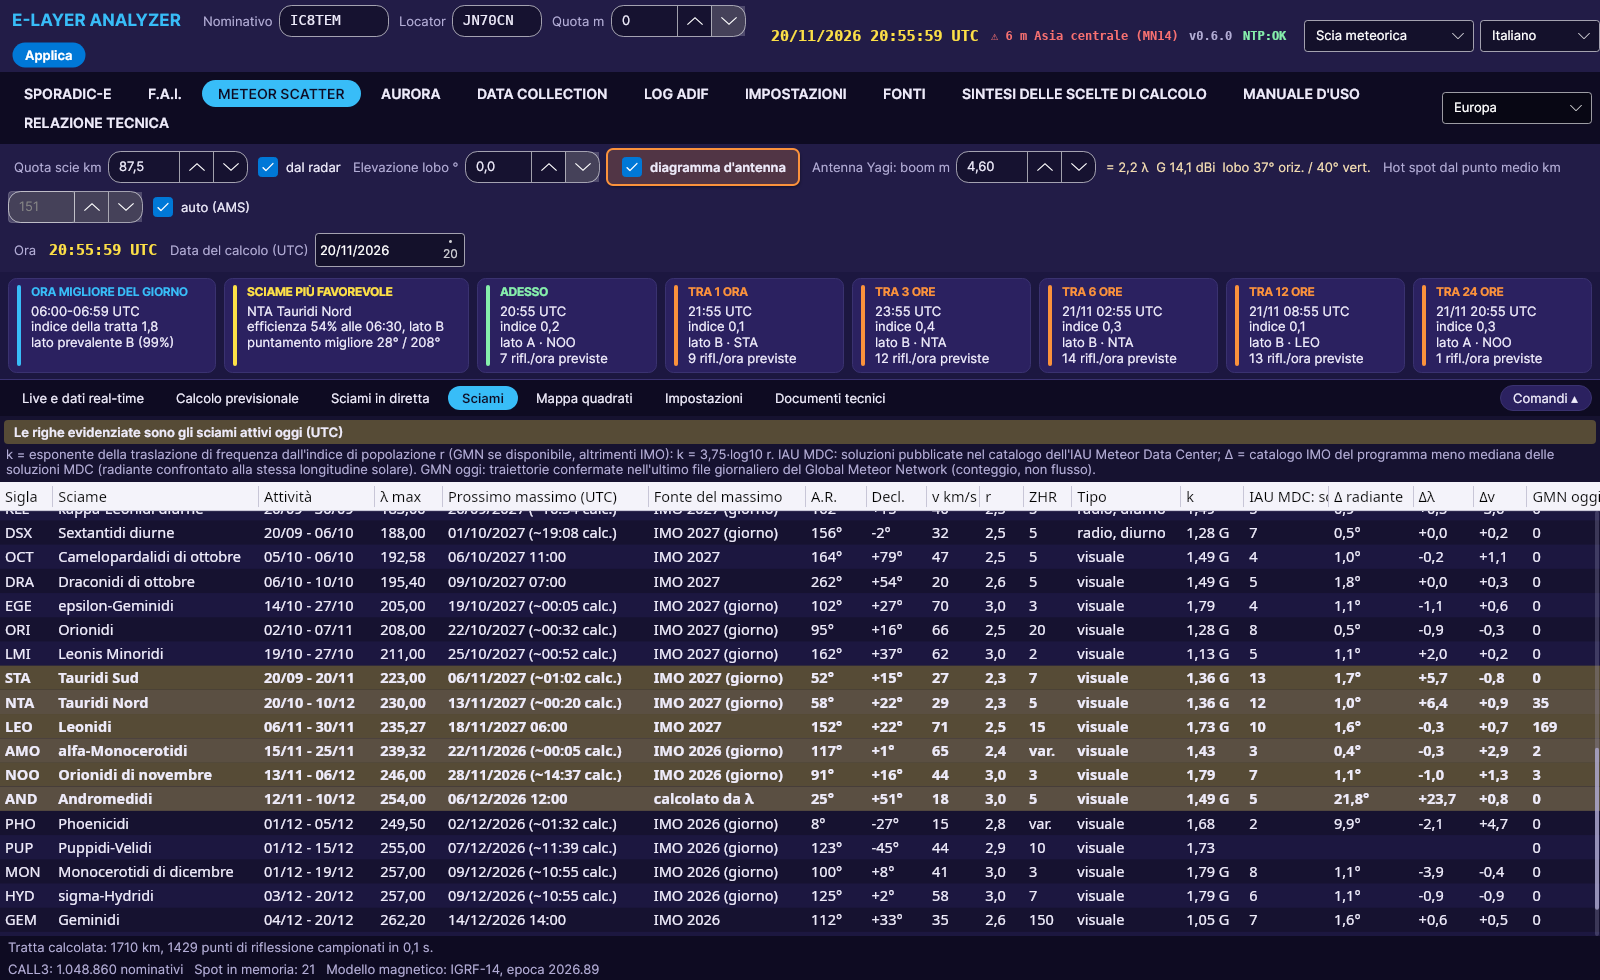 E-LAYER ANALYZER Nominativo IC8TEM Locator JN70CN Quota m 0
20/11/2026 20:55:59 UTC ⚠ 6 m Asia centrale (MN14) v0.6.0 NTP:OK Scia meteorica Italiano
Applica
SPORADIC-E F.A.I. METEOR SCATTER AURORA DATA COLLECTION LOG ADIF IMPOSTAZIONI FONTI SINTESI DELLE SCELTE DI CALCOLO MANUALE D'USO
RELAZIONE TECNICA
Europa
Quota scie km 87,5 dal radar Elevazione lobo ° 0,0 diagramma d'antenna Antenna Yagi: boom m 4,60 = 2,2 λ G 14,1 dBi lobo 37° oriz. / 40° vert. Hot spot dal punto medio km
151 auto (AMS)
Ora 20:55:59 UTC Data del calcolo (UTC) 20/11/2026 20
ORA MIGLIORE DEL GIORNO
06:00-06:59 UTC
indice della tratta 1,8
lato prevalente B (99%)
SCIAME PIÙ FAVOREVOLE
NTA Tauridi Nord
efficienza 54% alle 06:30, lato B
puntamento migliore 28° / 208°
ADESSO
20:55 UTC
indice 0,2
lato A · NOO
7 rifl./ora previste
TRA 1 ORA
21:55 UTC
indice 0,1
lato B · STA
9 rifl./ora previste
TRA 3 ORE
23:55 UTC
indice 0,4
lato B · NTA
12 rifl./ora previste
TRA 6 ORE
21/11 02:55 UTC
indice 0,3
lato B · NTA
14 rifl./ora previste
TRA 12 ORE
21/11 08:55 UTC
indice 0,1
lato B · LEO
13 rifl./ora previste
TRA 24 ORE
21/11 20:55 UTC
indice 0,3
lato A · NOO
1 rifl./ora previste
Live e dati real-time Calcolo previsionale Sciami in diretta Sciami Mappa quadrati Impostazioni Documenti tecnici Comandi ▴
Le righe evidenziate sono gli sciami attivi oggi (UTC)
k = esponente della traslazione di frequenza dall'indice di popolazione r (GMN se disponibile, altrimenti IMO): k = 3,75·log10 r. IAU MDC: soluzioni pubblicate nel catalogo dell'IAU Meteor Data Center; Δ = catalogo IMO del programma meno mediana delle
soluzioni MDC (radiante confrontato alla stessa longitudine solare). GMN oggi: traiettorie confermate nell'ultimo file giornaliero del Global Meteor Network (conteggio, non flusso).
Sigla Sciame Attività λ max Prossimo massimo (UTC) Fonte del massimo A.R. Decl. v km/s r ZHR Tipo k IAU MDC: so Δ radiante Δλ Δv GMN oggi
DSX Sextantidi diurne 20/09 - 06/10 188,00 01/10/2027 (~19:08 calc.) IMO 2027 (giorno) 156° -2° 32 2,5 5 radio, diurno 1,28 G 7 0,5° +0,0 +0,2 0
OCT Camelopardalidi di ottobre 05/10 - 06/10 192,58 06/10/2027 11:00 IMO 2027 164° +79° 47 2,5 5 visuale 1,49 G 4 1,0° -0,2 +1,1 0
DRA Draconidi di ottobre 06/10 - 10/10 195,40 09/10/2027 07:00 IMO 2027 262° +54° 20 2,6 5 visuale 1,49 G 5 1,8° +0,0 +0,3 0
EGE epsilon-Geminidi 14/10 - 27/10 205,00 19/10/2027 (~00:05 calc.) IMO 2027 (giorno) 102° +27° 70 3,0 3 visuale 1,79 4 1,1° -1,1 +0,6 0
ORI Orionidi 02/10 - 07/11 208,00 22/10/2027 (~00:32 calc.) IMO 2027 (giorno) 95° +16° 66 2,5 20 visuale 1,28 G 8 0,5° -0,9 -0,3 0
LMI Leonis Minoridi 19/10 - 27/10 211,00 25/10/2027 (~00:52 calc.) IMO 2027 (giorno) 162° +37° 62 3,0 2 visuale 1,13 G 5 1,1° +2,0 +0,2 0
STA Tauridi Sud 20/09 - 20/11 223,00 06/11/2027 (~01:02 calc.) IMO 2027 (giorno) 52° +15° 27 2,3 7 visuale 1,36 G 13 1,7° +5,7 -0,8 0
NTA Tauridi Nord 20/10 - 10/12 230,00 13/11/2027 (~00:20 calc.) IMO 2027 (giorno) 58° +22° 29 2,3 5 visuale 1,36 G 12 1,0° +6,4 +0,9 35
LEO Leonidi 06/11 - 30/11 235,27 18/11/2027 06:00 IMO 2027 152° +22° 71 2,5 15 visuale 1,73 G 10 1,6° -0,3 +0,7 169
AMO alfa-Monocerotidi 15/11 - 25/11 239,32 22/11/2026 (~00:05 calc.) IMO 2026 (giorno) 117° +1° 65 2,4 var. visuale 1,43 3 0,4° -0,3 +2,9 2
NOO Orionidi di novembre 13/11 - 06/12 246,00 28/11/2026 (~14:37 calc.) IMO 2026 (giorno) 91° +16° 44 3,0 3 visuale 1,79 7 1,1° -1,0 +1,3 3
AND Andromedidi 12/11 - 10/12 254,00 06/12/2026 12:00 calcolato da λ 25° +51° 18 3,0 5 visuale 1,49 G 5 21,8° +23,7 +0,8 0
PHO Phoenicidi 01/12 - 05/12 249,50 02/12/2026 (~01:32 calc.) IMO 2026 (giorno) 8° -27° 15 2,8 var. visuale 1,68 2 9,9° -2,1 +4,7 0
PUP Puppidi-Velidi 01/12 - 15/12 255,00 07/12/2026 (~11:39 calc.) IMO 2026 (giorno) 123° -45° 44 2,9 10 visuale 1,73 0
MON Monocerotidi di dicembre 01/12 - 19/12 257,00 09/12/2026 (~10:55 calc.) IMO 2026 (giorno) 100° +8° 41 3,0 3 visuale 1,79 G 8 1,1° -3,9 -0,4 0
HYD sigma-Hydridi 03/12 - 20/12 257,00 09/12/2026 (~10:55 calc.) IMO 2026 (giorno) 125° +2° 58 3,0 7 visuale 1,79 G 6 1,1° -0,9 -0,9 0
GEM Geminidi 04/12 - 20/12 262,20 14/12/2026 14:00 IMO 2026 112° +33° 35 2,6 150 visuale 1,05 G 7 1,6° +0,6 +0,5 0
Tratta calcolata: 1710 km, 1429 punti di riflessione campionati in 0,1 s.
CALL3: 1.048.860 nominativi Spot in memoria: 21 Modello magnetico: IGRF-14, epoca 2026.89